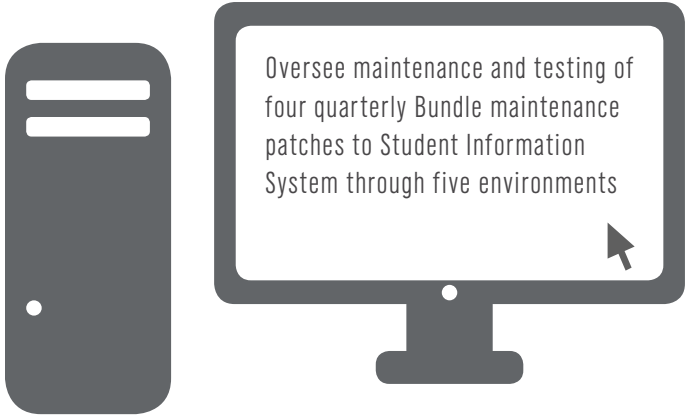 Oversee maintenance and testing of
four quarterly Bundle maintenance
patches to Student Information
System through five environments